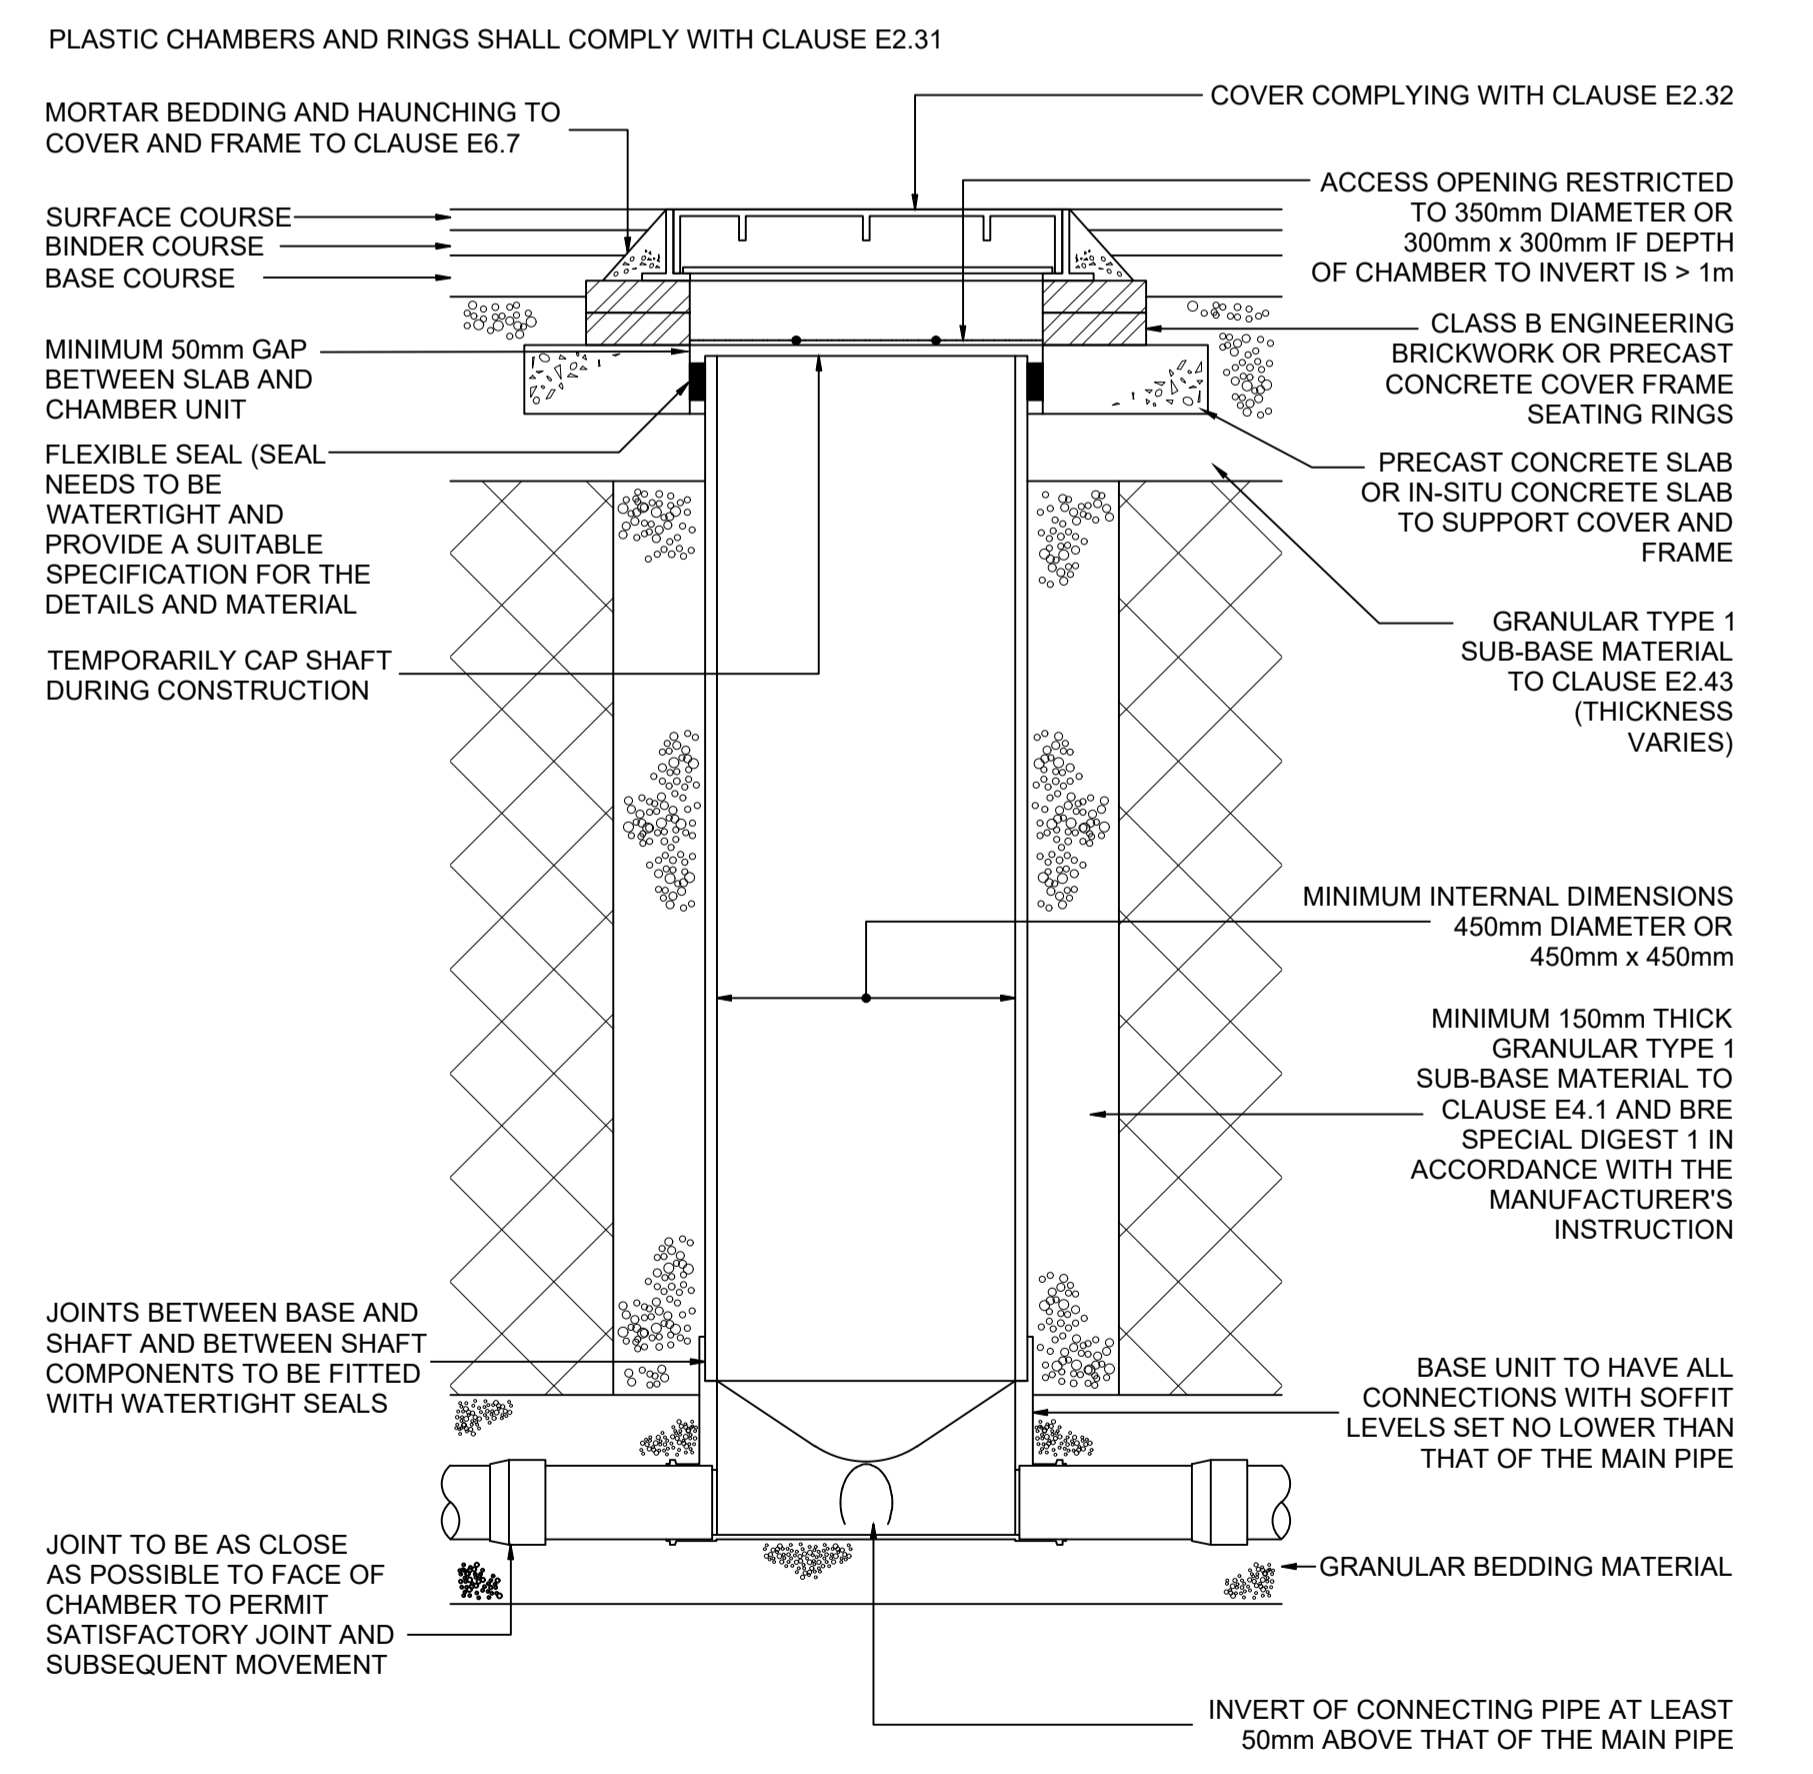 PLASTIC CHAMBERS AND RINGS SHALL COMPLY WITH CLAUSE E2.31
MORTAR BEDDING AND HAUNCHING TO
COVER AND FRAME TO CLAUSE E6.7
SURFACE COURSE
BINDER COURSE
BASE COURSE
MINIMUM 50mm GAP
BETWEEN SLAB AND
CHAMBER UNIT
FLEXIBLE SEAL (SEAL
NEEDS TO BE
WATERTIGHT AND
PROVIDE A SUITABLE
SPECIFICATION FOR THE
DETAILS AND MATERIAL
TEMPORARILY CAP SHAFT
DURING CONSTRUCTION
JOINTS BETWEEN BASE AND
SHAFT AND BETWEEN SHAFT
COMPONENTS TO BE FITTED
WITH WATERTIGHT SEALS
JOINT TO BE AS CLOSE
AS POSSIBLE TO FACE OF
CHAMBER TO PERMIT
SATISFACTORY JOINT AND
SUBSEQUENT MOVEMENT
COVER COMPLYING WITH CLAUSE E2.32
ACCESS OPENING RESTRICTED
TO 350mm DIAMETER OR
300mm x 300mm IF DEPTH
OF CHAMBER TO INVERT IS > 1m
CLASS B ENGINEERING
BRICKWORK OR PRECAST
CONCRETE COVER FRAME
SEATING RINGS
PRECAST CONCRETE SLAB
OR IN-SITU CONCRETE SLAB
TO SUPPORT COVER AND
FRAME
GRANULAR TYPE 1
SUB-BASE MATERIAL
TO CLAUSE E2.43
(THICKNESS
VARIES)
MINIMUM INTERNAL DIMENSIONS
450mm DIAMETER OR
450mm x 450mm
MINIMUM 150mm THICK
GRANULAR TYPE 1
SUB-BASE MATERIAL TO
CLAUSE E4.1 AND BRE
SPECIAL DIGEST 1 IN
ACCORDANCE WITH THE
MANUFACTURER'S
INSTRUCTION
BASE UNIT TO HAVE ALL
CONNECTIONS WITH SOFFIT
LEVELS SET NO LOWER THAN
THAT OF THE MAIN PIPE
GRANULAR BEDDING MATERIAL
INVERT OF CONNECTING PIPE AT LEAST
50mm ABOVE THAT OF THE MAIN PIPE